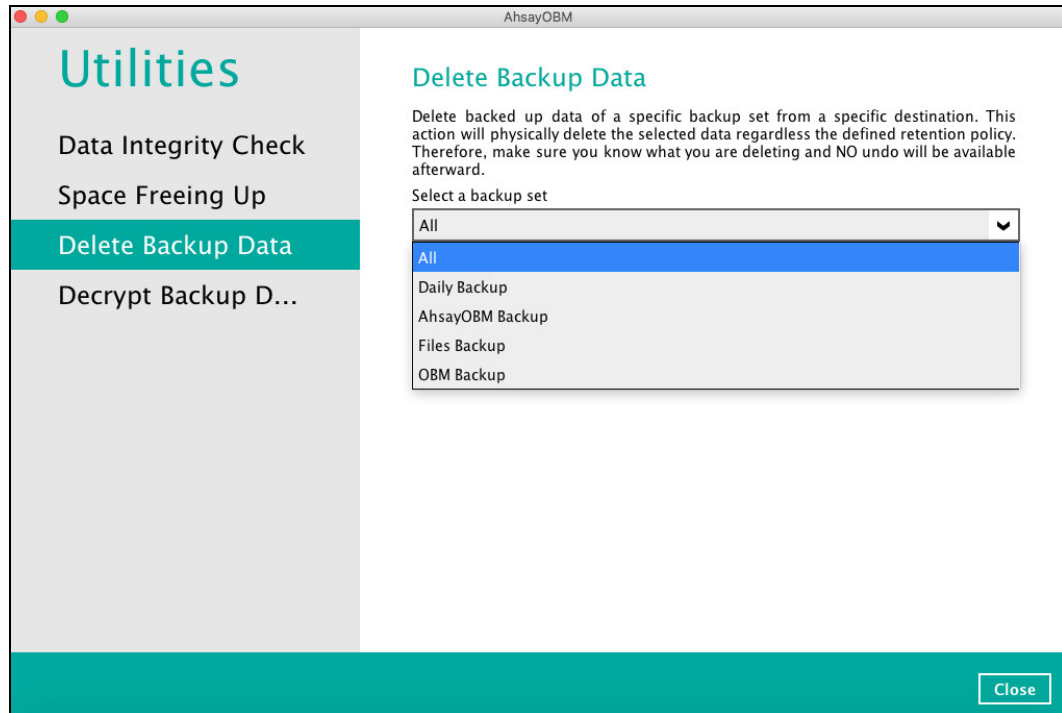 AhsayOBM
Utilities
Data Integrity Check
Space Freeing Up
Delete Backup Data
Decrypt Backup D...
Delete Backup Data
Delete backed up data of a specific backup set from a specific destination. This
action will physically delete the selected data regardless the defined retention policy.
Therefore, make sure you know what you are deleting and NO undo will be available
afterward.
Select a backup set
All
All
Daily Backup
AhsayOBM Backup
Files Backup
OBM Backup
Close